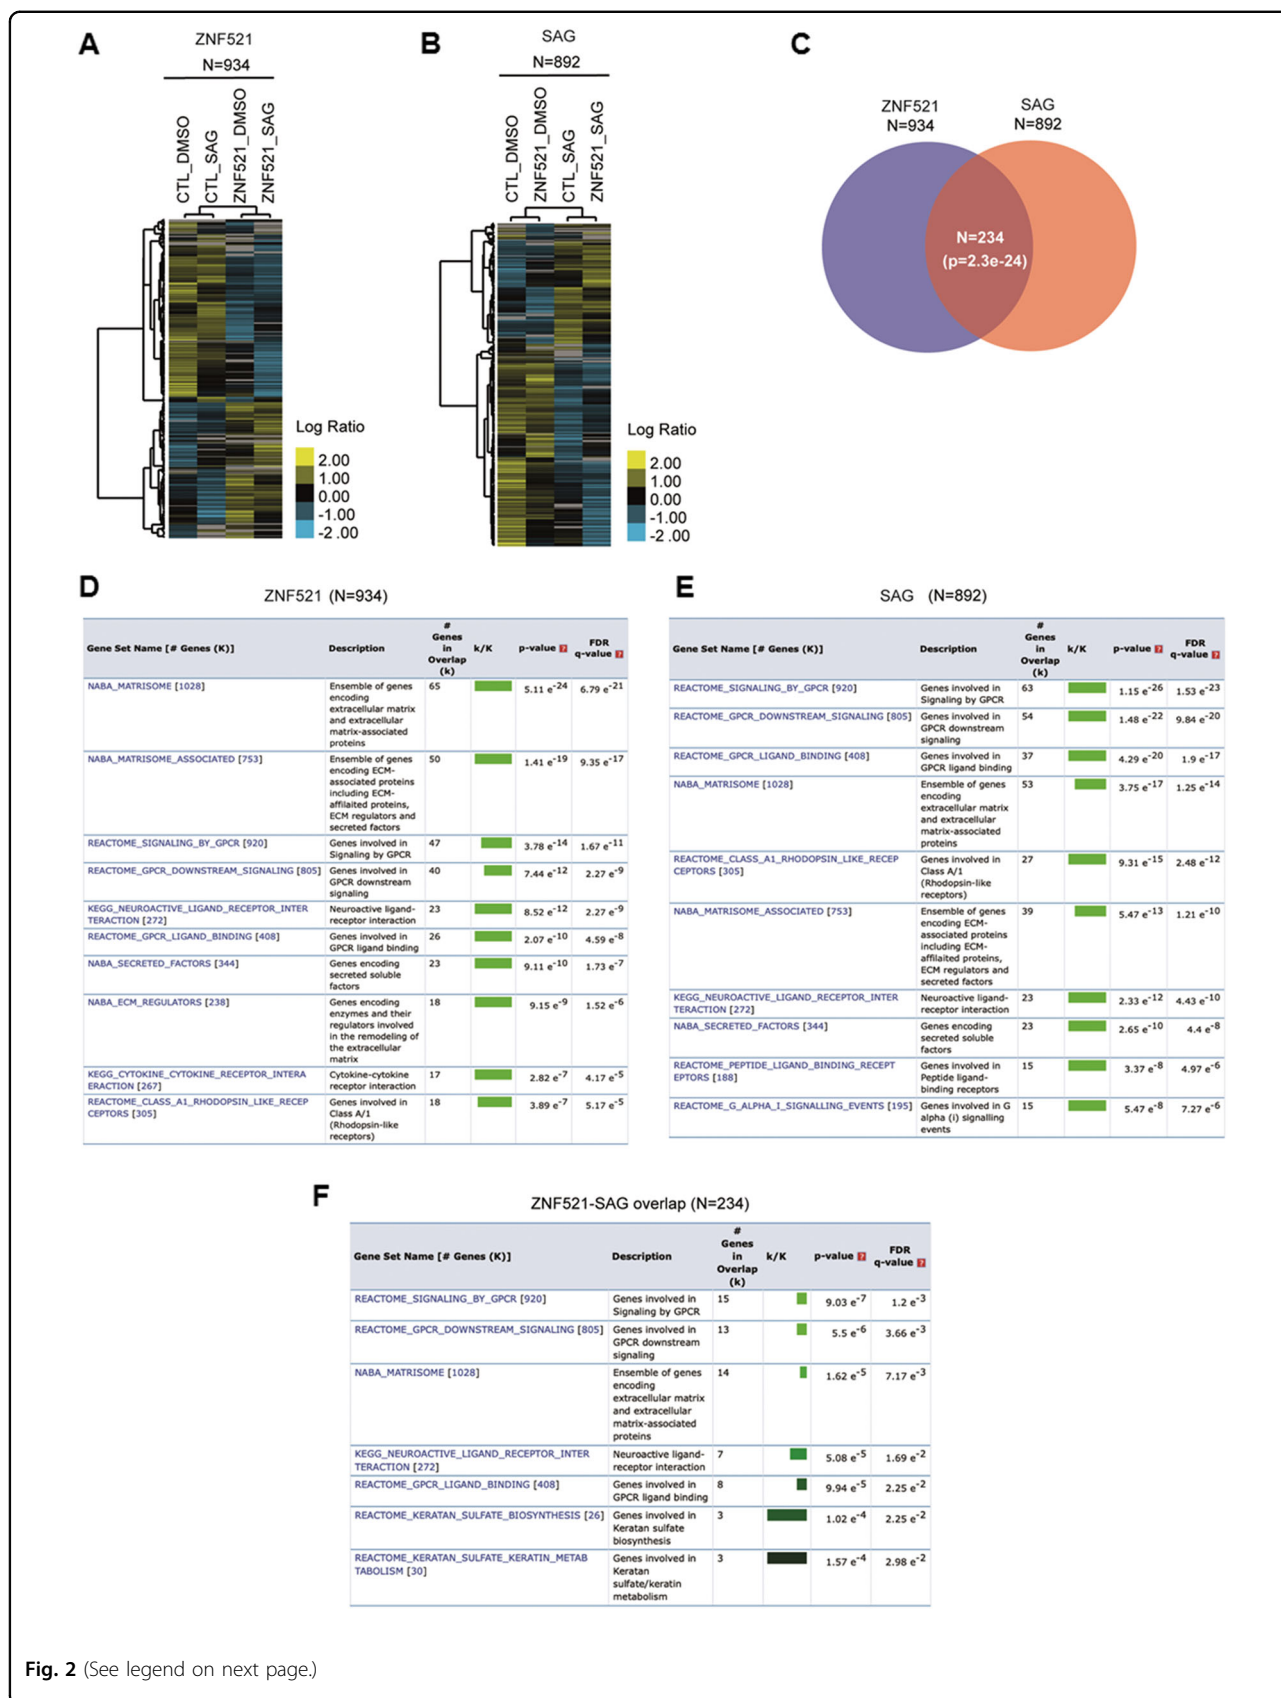 A
ZNF521
N=934
CTL_DMSO
CTL_SAG
ZNF521_DMSO
ZNF521_SAG
Log Ratio
2.00
1.00
0.00
-1.00
-2 .00
B
SAG
N=892
CTL_DMSO
ZNF521_DMSO
CTL_SAG
ZNF521_SAG
Log Ratio
2.00
1.00
0.00
-1.00
-2 .00
C
ZNF521
N=934
SAG
N=892
N=234
(p=2.3e-24)
D
ZNF521 (N=934)
Gene Set Name [# Genes (K)] Description # Genes in Overlap (k) k/K p-value ? FDR q-value ?
NABA_MATRISOME [1028] Ensemble of genes 65 5.11 e-24 6.79 e-21
encoding
extracellular matrix
and extracellular
matrix-associated
proteins
NABA_MATRISOME_ASSOCIATED [753] Ensemble of genes 50 1.41 e-19 9.35 e-17
encoding ECM-
associated proteins
including ECM-
affilaited proteins,
ECM regulators and
secreted factors
REACTOME_SIGNALING_BY_GPCR [920] Genes involved in 47 3.78 e-14 1.67 e-11
Signaling by GPCR
REACTOME_GPCR_DOWNSTREAM_SIGNALING [805] Genes involved in 40 7.44 e-12 2.27 e-9
GPCR downstream
signaling
KEGG_NEUROACTIVE_LIGAND_RECEPTOR_INTER Neuroactive ligand- 23 8.52 e-12 2.27 e-9
TERACTION [272] receptor interaction
REACTOME_GPCR_LIGAND_BINDING [408] Genes involved in 26 2.07 e-10 4.59 e-8
GPCR ligand binding
NABA_SECRETED_FACTORS [344] Genes encoding 23 9.11 e-10 1.73 e-7
secreted soluble
factors
NABA_ECM_REGULATORS [238] Genes encoding 18 9.15 e-9 1.52 e-6
enzymes and their
regulators involved
in the remodeling of
the extracellular
matrix
KEGG_CYTOKINE_CYTOKINE_RECEPTOR_INTERA Cytokine-cytokine 17 2.82 e-7 4.17 e-5
ERACTION [267] receptor interaction
REACTOME_CLASS_A1_RHODOPSIN_LIKE_RECEP Genes involved in 18 3.89 e-7 5.17 e-5
CEPTORS [305] Class A/1
(Rhodopsin-like
receptors)
E
SAG (N=892)
Gene Set Name [# Genes (K)] Description # Genes in Overlap (k) k/K p-value ? FDR q-value ?
REACTOME_SIGNALING_BY_GPCR [920] Genes involved in 63 1.15 e-26 1.53 e-23
Signaling by GPCR
REACTOME_GPCR_DOWNSTREAM_SIGNALING [805] Genes involved in 54 1.48 e-22 9.84 e-20
GPCR downstream
signaling
REACTOME_GPCR_LIGAND_BINDING [408] Genes involved in 37 4.29 e-20 1.9 e-17
GPCR ligand binding
NABA_MATRISOME [1028] Ensemble of genes 53 3.75 e-17 1.25 e-14
encoding
extracellular matrix
and extracellular
matrix-associated
proteins
REACTOME_CLASS_A1_RHODOPSIN_LIKE_RECEP Genes involved in 27 9.31 e-15 2.48 e-12
CEPTORS [305] Class A/1
(Rhodopsin-like
receptors)
NABA_MATRISOME_ASSOCIATED [753] Ensemble of genes 39 5.47 e-13 1.21 e-10
encoding ECM-
associated proteins
including ECM-
affilaited proteins,
ECM regulators and
secreted factors
KEGG_NEUROACTIVE_LIGAND_RECEPTOR_INTER Neuroactive ligand- 23 2.33 e-12 4.43 e-10
TERACTION [272] receptor interaction
NABA_SECRETED_FACTORS [344] Genes encoding 23 2.65 e-10 4.4 e-8
secreted soluble
factors
REACTOME_PEPTIDE_LIGAND_BINDING_RECEPT Genes involved in 15 3.37 e-8 4.97 e-6
EPTORS [188] Peptide ligand-
binding receptors
REACTOME_G_ALPHA_I_SIGNALLING_EVENTS [195] Genes involved in G 15 5.47 e-8 7.27 e-6
alpha (i) signalling
events
F
ZNF521-SAG overlap (N=234)
Gene Set Name [# Genes (K)] Description # Genes in Overlap (k) k/K p-value ? FDR q-value ?
REACTOME_SIGNALING_BY_GPCR [920] Genes involved in 15 9.03 e-7 1.2 e-3
Signaling by GPCR
REACTOME_GPCR_DOWNSTREAM_SIGNALING [805] Genes involved in 13 5.5 e-6 3.66 e-3
GPCR downstream
signaling
NABA_MATRISOME [1028] Ensemble of genes 14 1.62 e-5 7.17 e-3
encoding
extracellular matrix
and extracellular
matrix-associated
proteins
KEGG_NEUROACTIVE_LIGAND_RECEPTOR_INTER Neuroactive ligand- 7 5.08 e-5 1.69 e-2
TERACTION [272] receptor interaction
REACTOME_GPCR_LIGAND_BINDING [408] Genes involved in 8 9.94 e-5 2.25 e-2
GPCR ligand binding
REACTOME_KERATAN_SULFATE_BIOSYNTHESIS [26] Genes involved in 3 1.02 e-4 2.25 e-2
Keratan sulfate
biosynthesis
REACTOME_KERATAN_SULFATE_KERATIN_METAB Genes involved in 3 1.57 e-4 2.98 e-2
TABOLISM [30] Keratan
sulfate/keratin
metabolism
Fig. 2 (See legend on next page.)